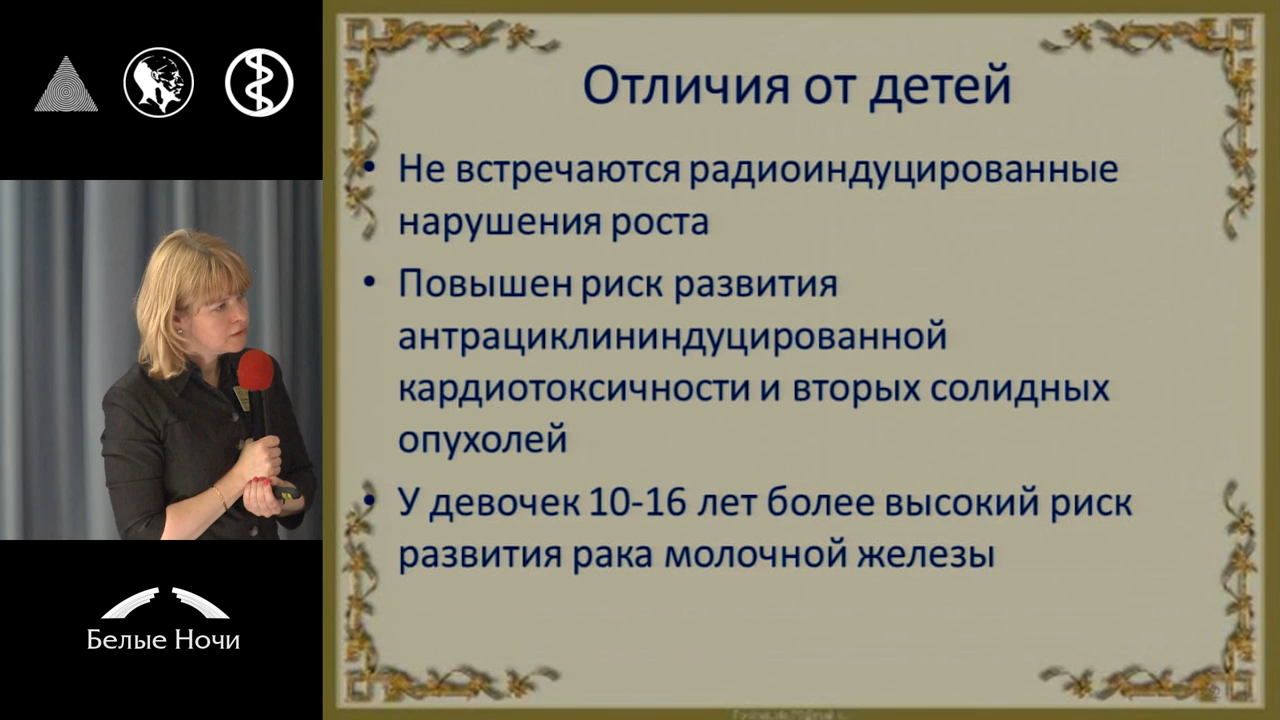 Отличия от детей
• Не встречаются радиоиндуцированные
нарушения роста
• Повышен риск развития
антрациклининдуцированной
кардиотоксичности и вторых солидных
опухолей
• У девочек 10-16 лет более высокий риск
развития рака молочной железы
Белые Ночи